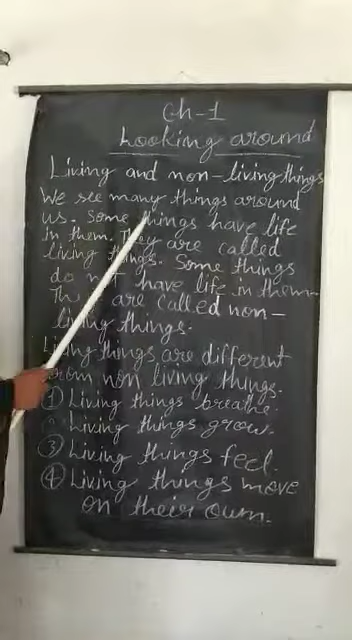 Ch-1
Looking around
Living and non-living things
We see many things around
us. Some things have life
in them. They are called
living things. Some things
do not have life in them.
are called non-
living things.
Living things are different
from non living things.
① Living things breathe.
Living things grow.
③ Living things feel.
④ Living things move
on their own.